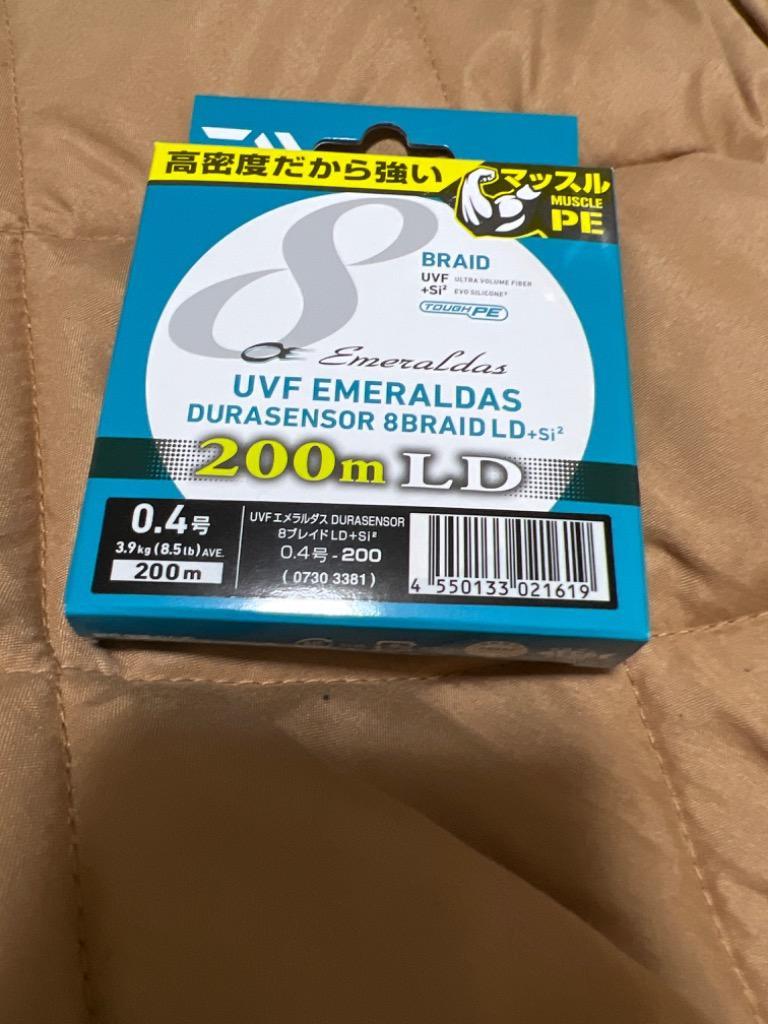 高密度だから強い
マッスル
MUSCLE
PE
8
BRAID
UVF ULTRA VOLUME FIBER
+Si² EVO SILICONE²
TOUGH PE
Emeraldas
UVF EMERALDAS
DURASENSOR 8BRAID LD+Si²
200m LD
0.4号
3.9kg (8.5lb) AVE.
200m
UVFエメラルダス DURASENSOR
8ブレイド LD+Si²
0.4号 - 200
( 0730 3381 )
4 550133 021619